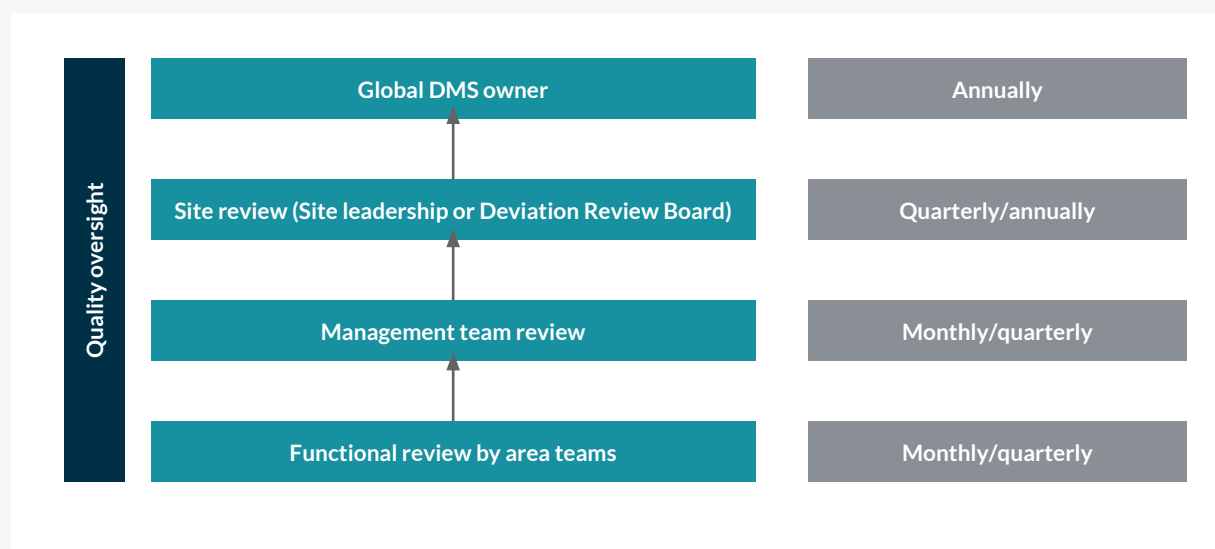 Quality oversight
Global DMS owner
Annually
Site review (Site leadership or Deviation Review Board)
Quarterly/annually
Management team review
Monthly/quarterly
Functional review by area teams
Monthly/quarterly